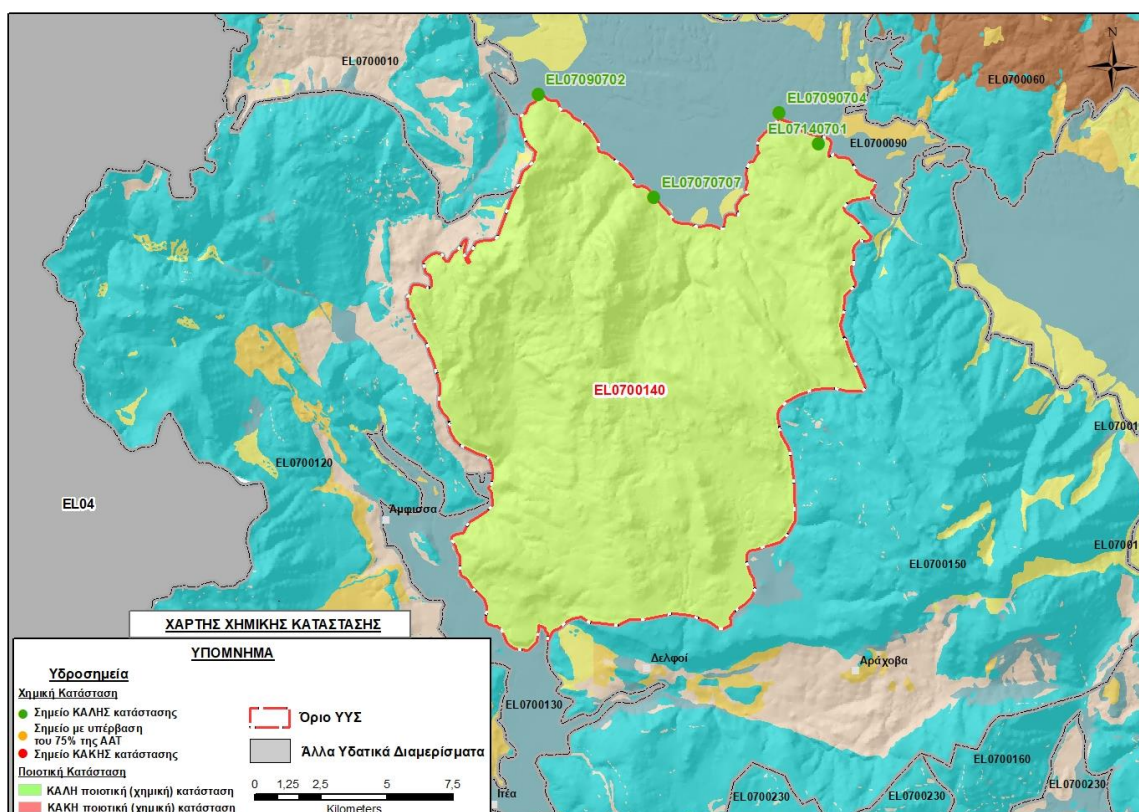 EL0700010
EL07090702
EL0700060
N
EL07090704
EL07140701
EL0700090
EL07070707
EL0700140
EL0700120
EL04
Άμφισσα
EL0700150
Δελφοί
Αράχοβα
EL0700130
EL0700160
EL0700230
EL0700230
EL0700230
Ιτέα
ΧΑΡΤΗΣ ΧΗΜΙΚΗΣ ΚΑΤΑΣΤΑΣΗΣ
ΥΠΟΜΝΗΜΑ
Υδροσημεία
Χημική Κατάσταση
Σημείο ΚΑΛΗΣ κατάστασης
Σημείο με υπέρβαση
του 75% της ΑΑΤ
Σημείο ΚΑΚΗΣ κατάστασης
Ποιοτική Κατάσταση
ΚΑΛΗ ποιοτική (χημική) κατάσταση
ΚΑΚΗ ποιοτική (χημική) κατάσταση
Όριο ΥΥΣ
Άλλα Υδατικά Διαμερίσματα
0 1,25 2,5 5 7,5
Kilometers